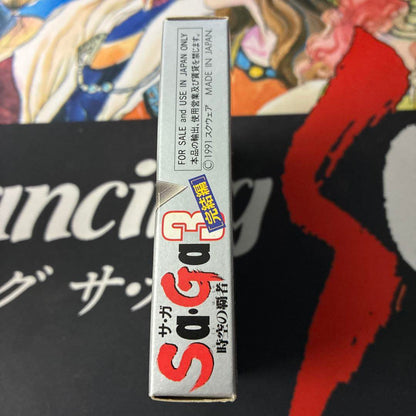 FOR SALE and USE IN JAPAN ONLY
本品の輸出、使用営業及び賃貸を禁じます。
©1991 スクウェア MADE IN JAPAN.
サ・ガ
Sa・Ga3
[完結編]
時空の覇者
ncing
グ サ・